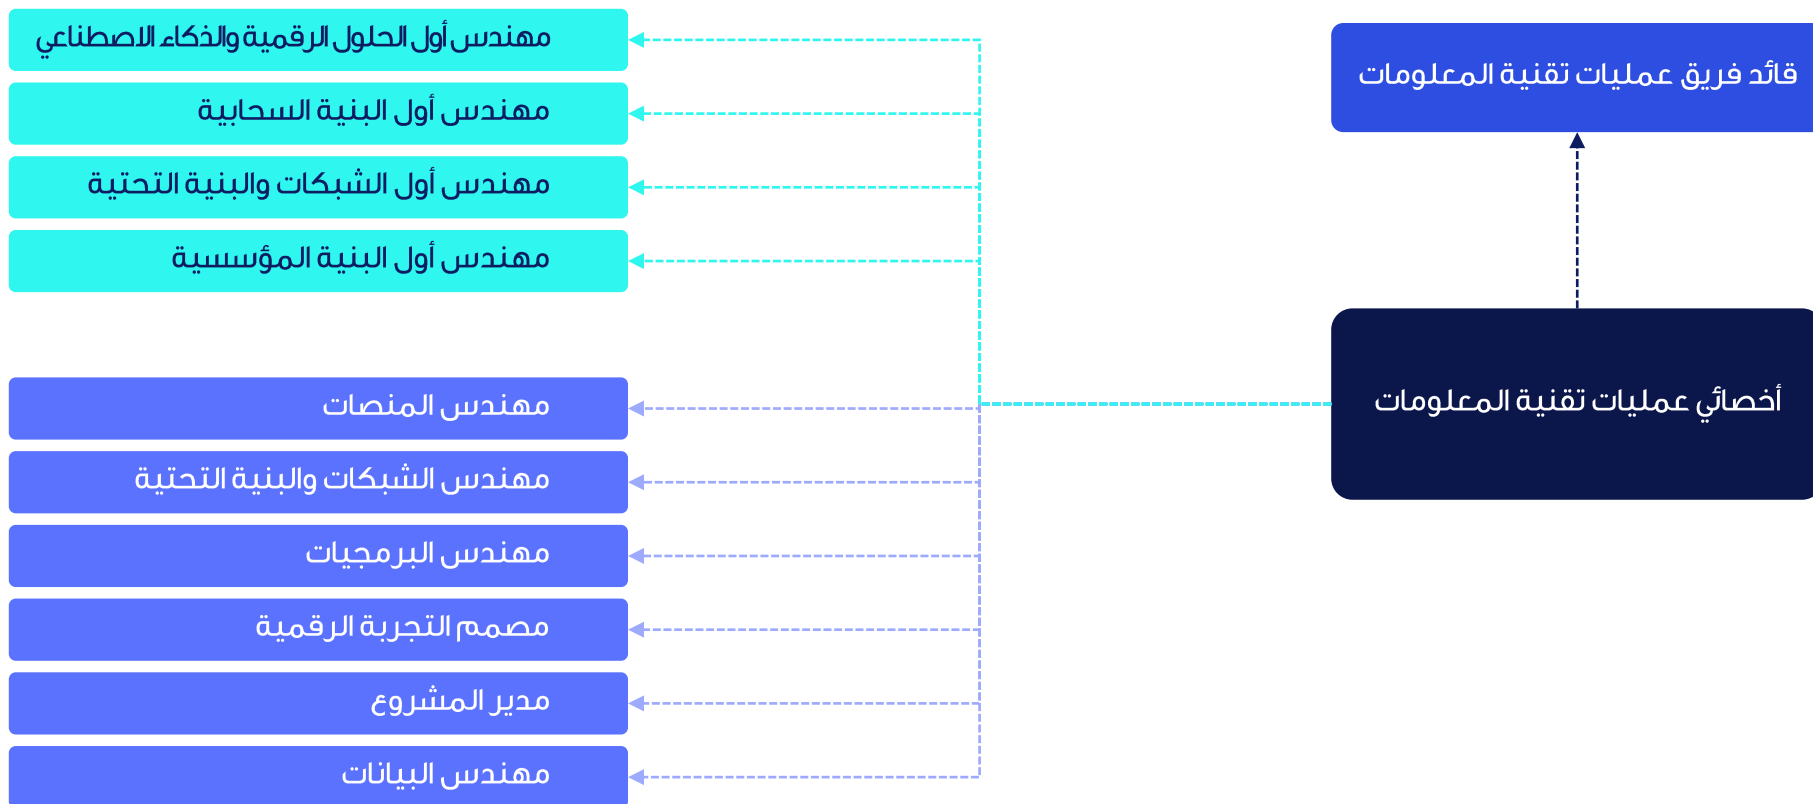 قائد فريق عمليات تقنية المعلومات
أخصائي عمليات تقنية المعلومات
مهندس أول الحلول الرقمية والذكاء الاصطناعي
مهندس أول البنية السحابية
مهندس أول الشبكات والبنية التحتية
مهندس أول البنية المؤسسية
مهندس المنصات
مهندس الشبكات والبنية التحتية
مهندس البرمجيات
مصمم التجربة الرقمية
مدير المشروع
مهندس البيانات